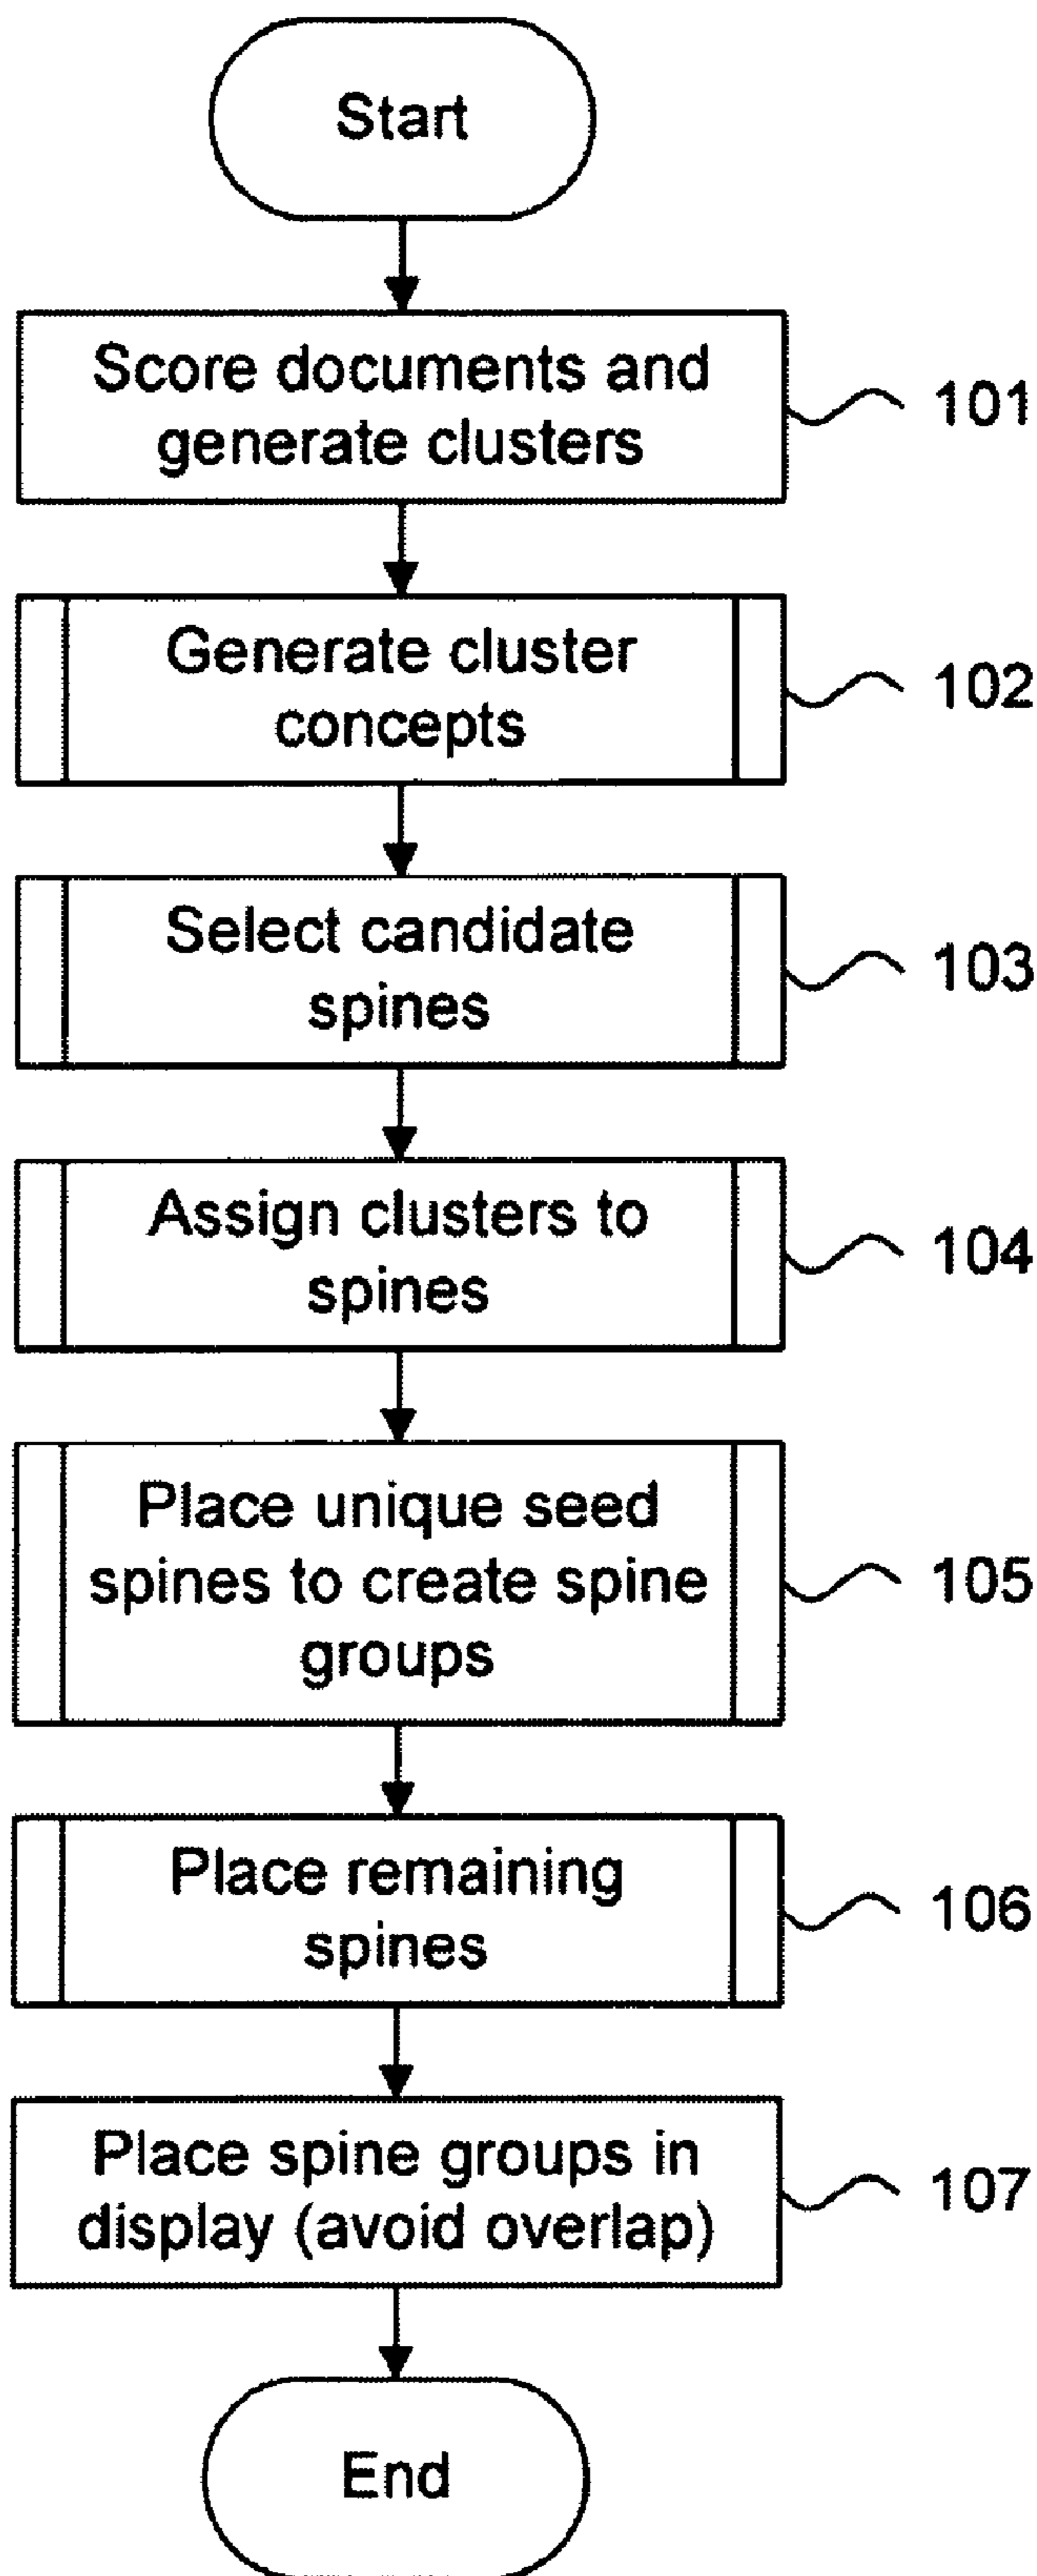 Start
Score documents and
generate clusters
101
Generate cluster
concepts
102
Select candidate
spines
103
Assign clusters to
spines
104
Place unique seed
spines to create spine
groups
105
Place remaining
spines
106
Place spine groups in
display (avoid overlap)
107
End